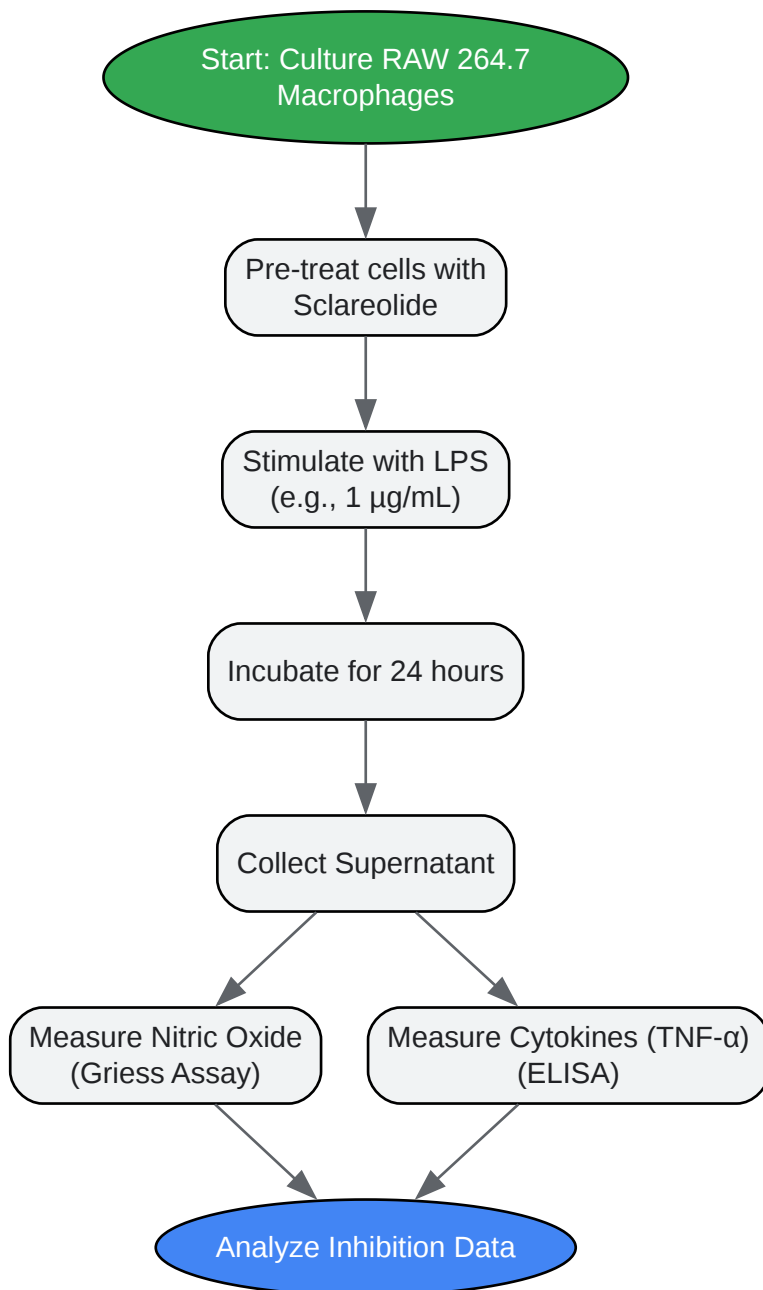 Start: Culture RAW 264.7
Macrophages
Pre-treat cells with
Sclareolide
Stimulate with LPS
(e.g., 1 µg/mL)
Incubate for 24 hours
Collect Supernatant
Measure Nitric Oxide
(Griess Assay)
Measure Cytokines (TNF-α)
(ELISA)
Analyze Inhibition Data